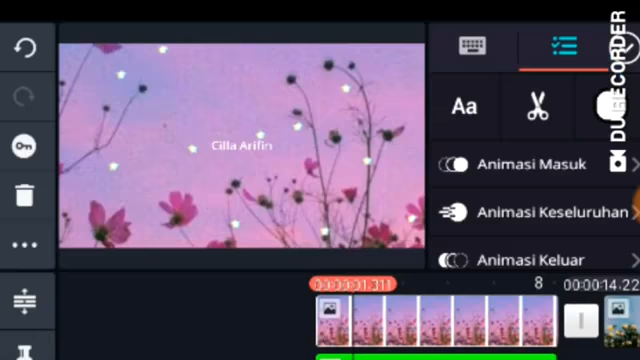 DU RECORDER
Cilla Arifin
Aa
Animasi Masuk
Animasi Keseluruhan
Animasi Keluar
00:00:01.311
8
00:00:14.22